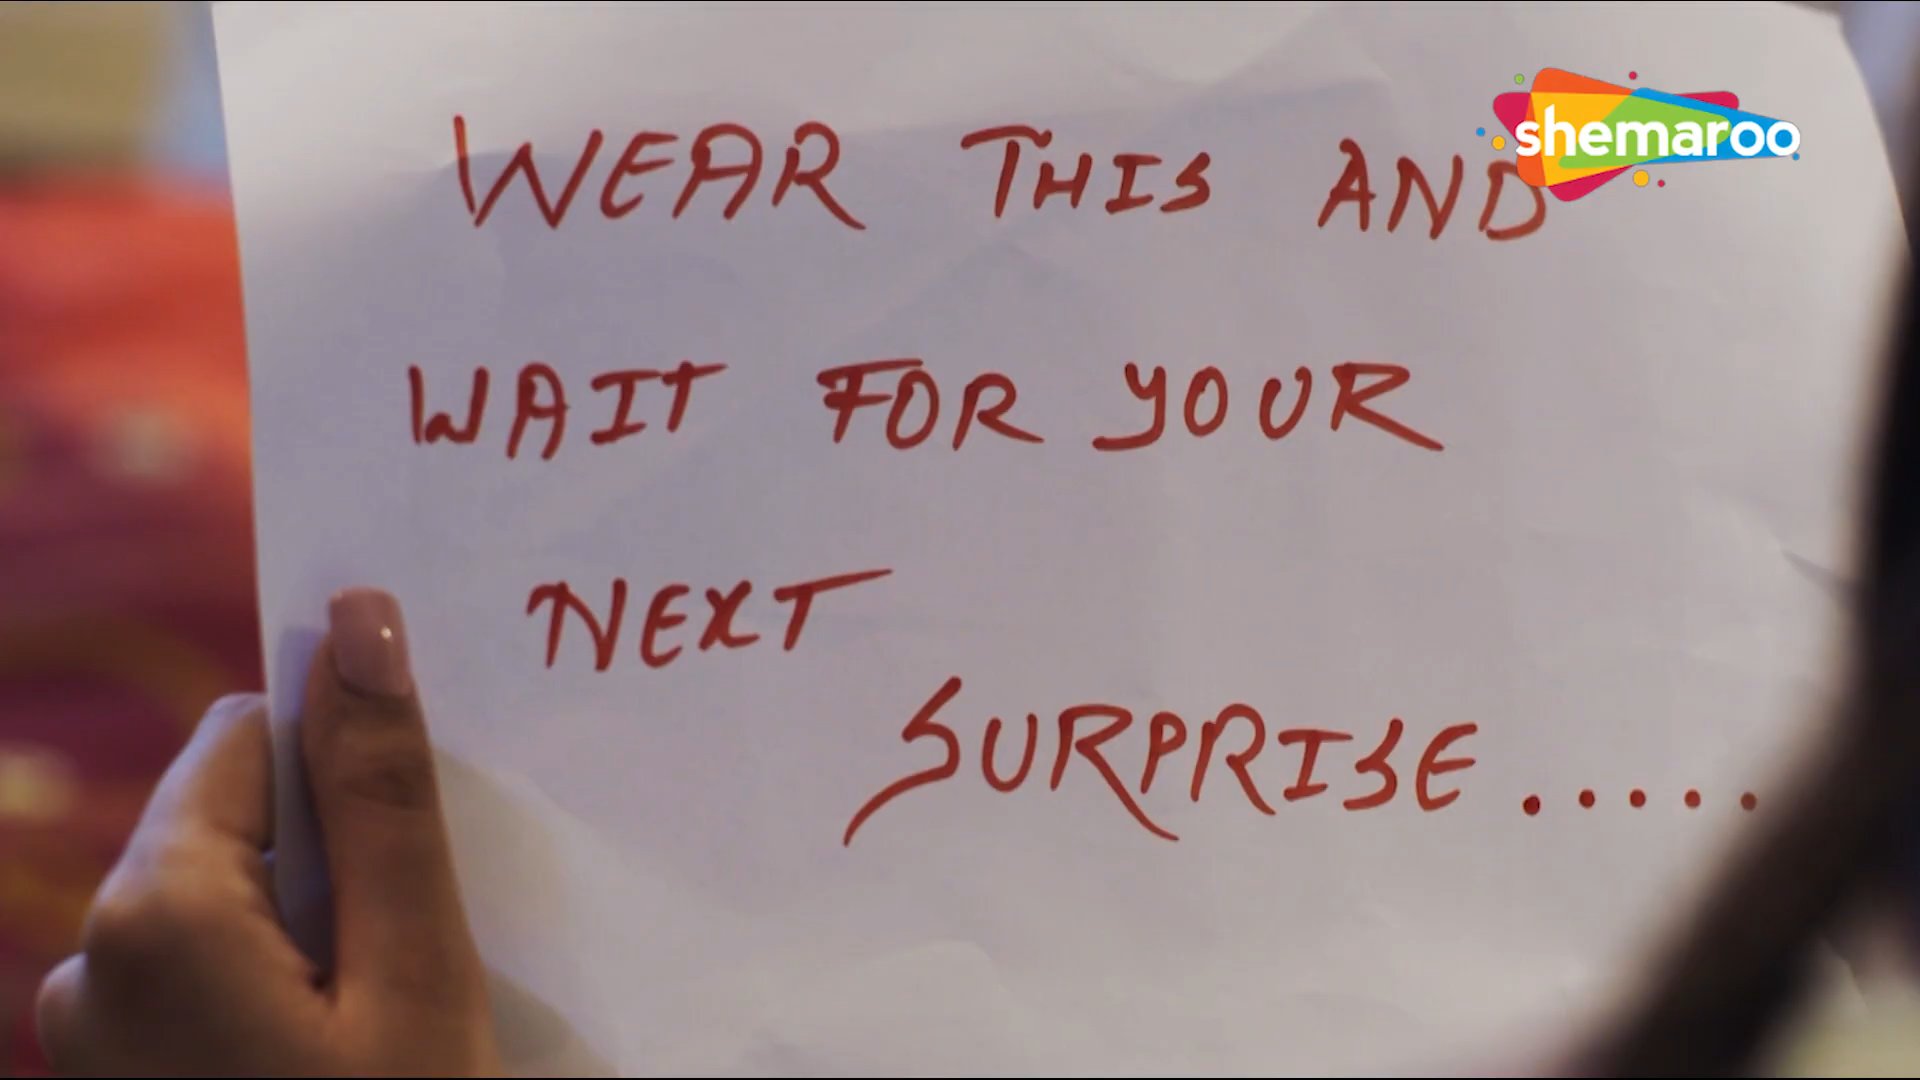 shemaroo
WEAR THIS AND
WAIT FOR YOUR
NEXT
SURPRISE.....